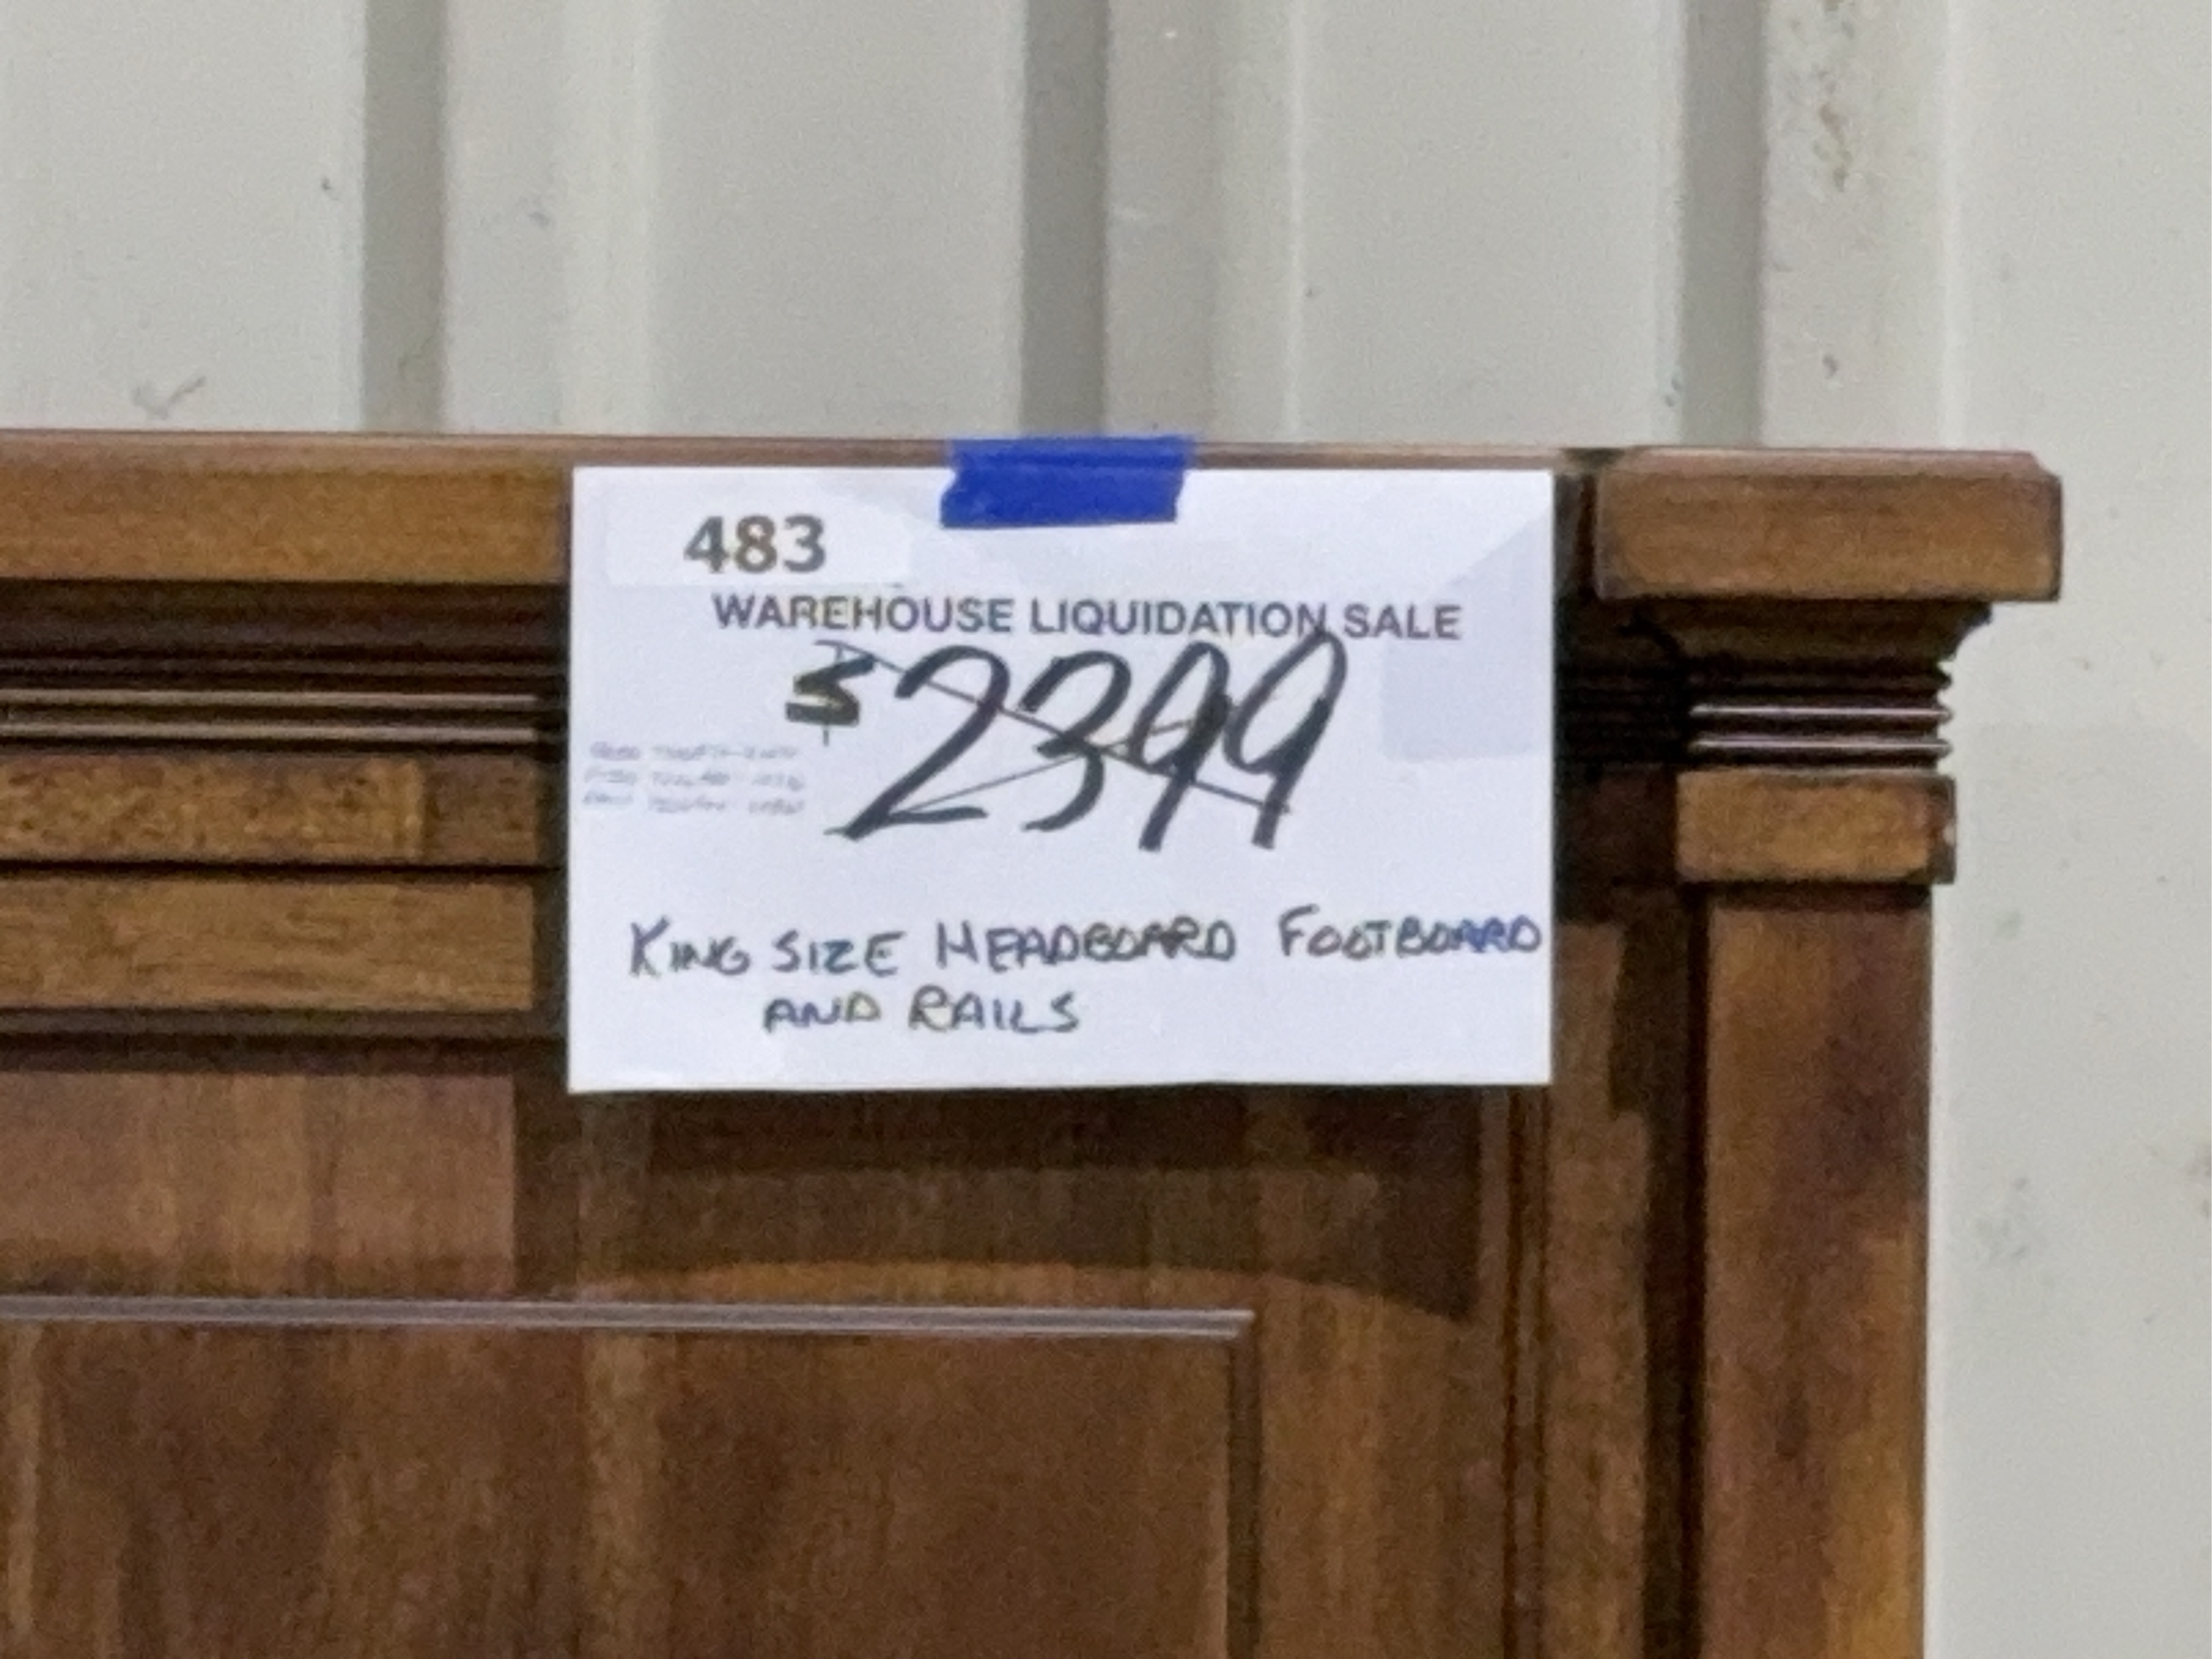 483
WAREHOUSE LIQUIDATION SALE
$2399
KING SIZE HEADBOARD FOOTBOARD
AND RAILS